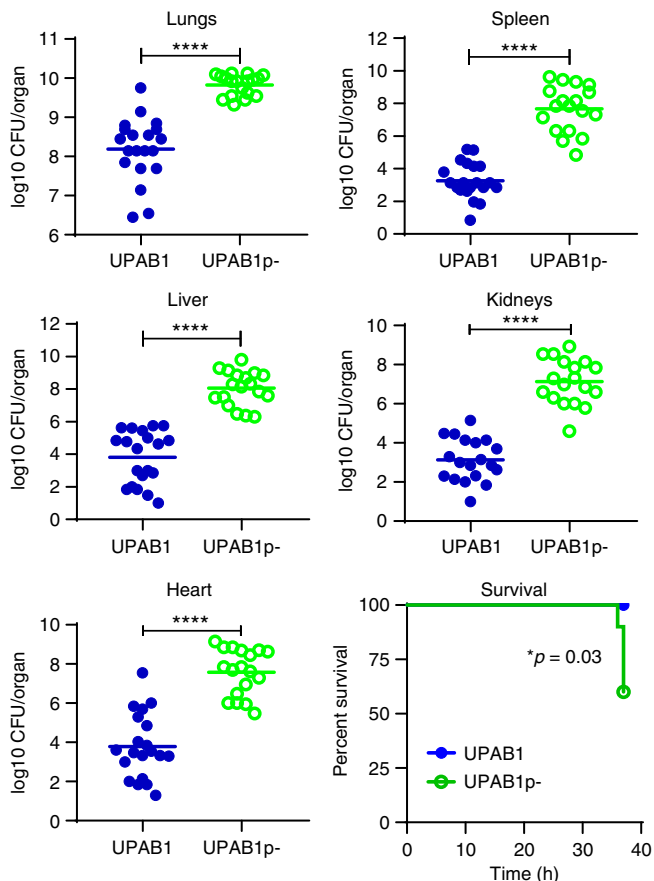 Lungs
****
log10 CFU/organ
11
10
9
8
7
6
UPAB1 UPAB1p-
Spleen
****
log10 CFU/organ
12
10
8
6
4
2
0
UPAB1 UPAB1p-
Liver
****
log10 CFU/organ
12
10
8
6
4
2
0
UPAB1 UPAB1p-
Kidneys
****
log10 CFU/organ
10
8
6
4
2
0
UPAB1 UPAB1p-
Heart
****
log10 CFU/organ
10
8
6
4
2
0
UPAB1 UPAB1p-
Survival
Percent survival
100
75
50
25
0
*p = 0.03
UPAB1
UPAB1p-
0 10 20 30 40
Time (h)